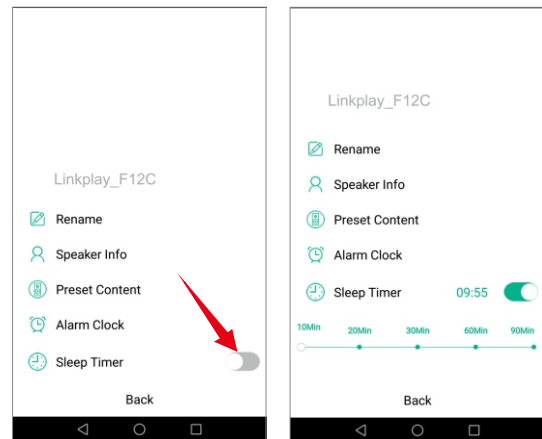 Linkplay_F12C
Rename
Speaker Info
Preset Content
Alarm Clock
Sleep Timer
Back
Linkplay_F12C
Rename
Speaker Info
Preset Content
Alarm Clock
Sleep Timer 09:55
10Min 20Min 30Min 60Min 90Min
Back